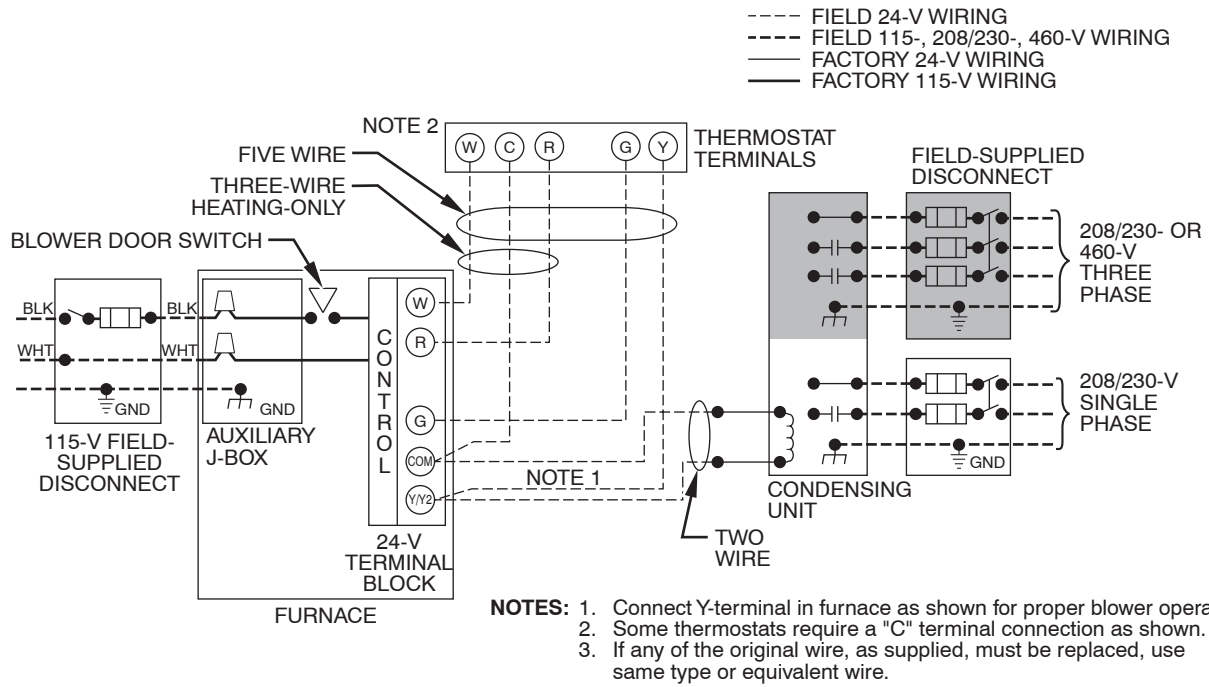 FIELD 24-V WIRING
FIELD 115-, 208/230-, 460-V WIRING
FACTORY 24-V WIRING
FACTORY 115-V WIRING
NOTE 2
W
C
R
G
Y
THERMOSTAT
TERMINALS
FIVE WIRE
THREE-WIRE
HEATING-ONLY
BLOWER DOOR SWITCH
FIELD-SUPPLIED
DISCONNECT
208/230- OR
460-V
THREE
PHASE
BLK
BLK
WHT
WHT
GND
GND
115-V FIELD-
SUPPLIED
DISCONNECT
AUXILIARY
J-BOX
CONTROL
W
R
G
COM
Y/Y2
24-V
TERMINAL
BLOCK
FURNACE
NOTE 1
TWO
WIRE
CONDENSING
UNIT
GND
208/230-V
SINGLE
PHASE
NOTES: 1. Connect Y-terminal in furnace as shown for proper blower
2. Some thermostats require a "C" terminal connection as shown.
3. If any of the original wire, as supplied, must be replaced, use
same type or equivalent wire.